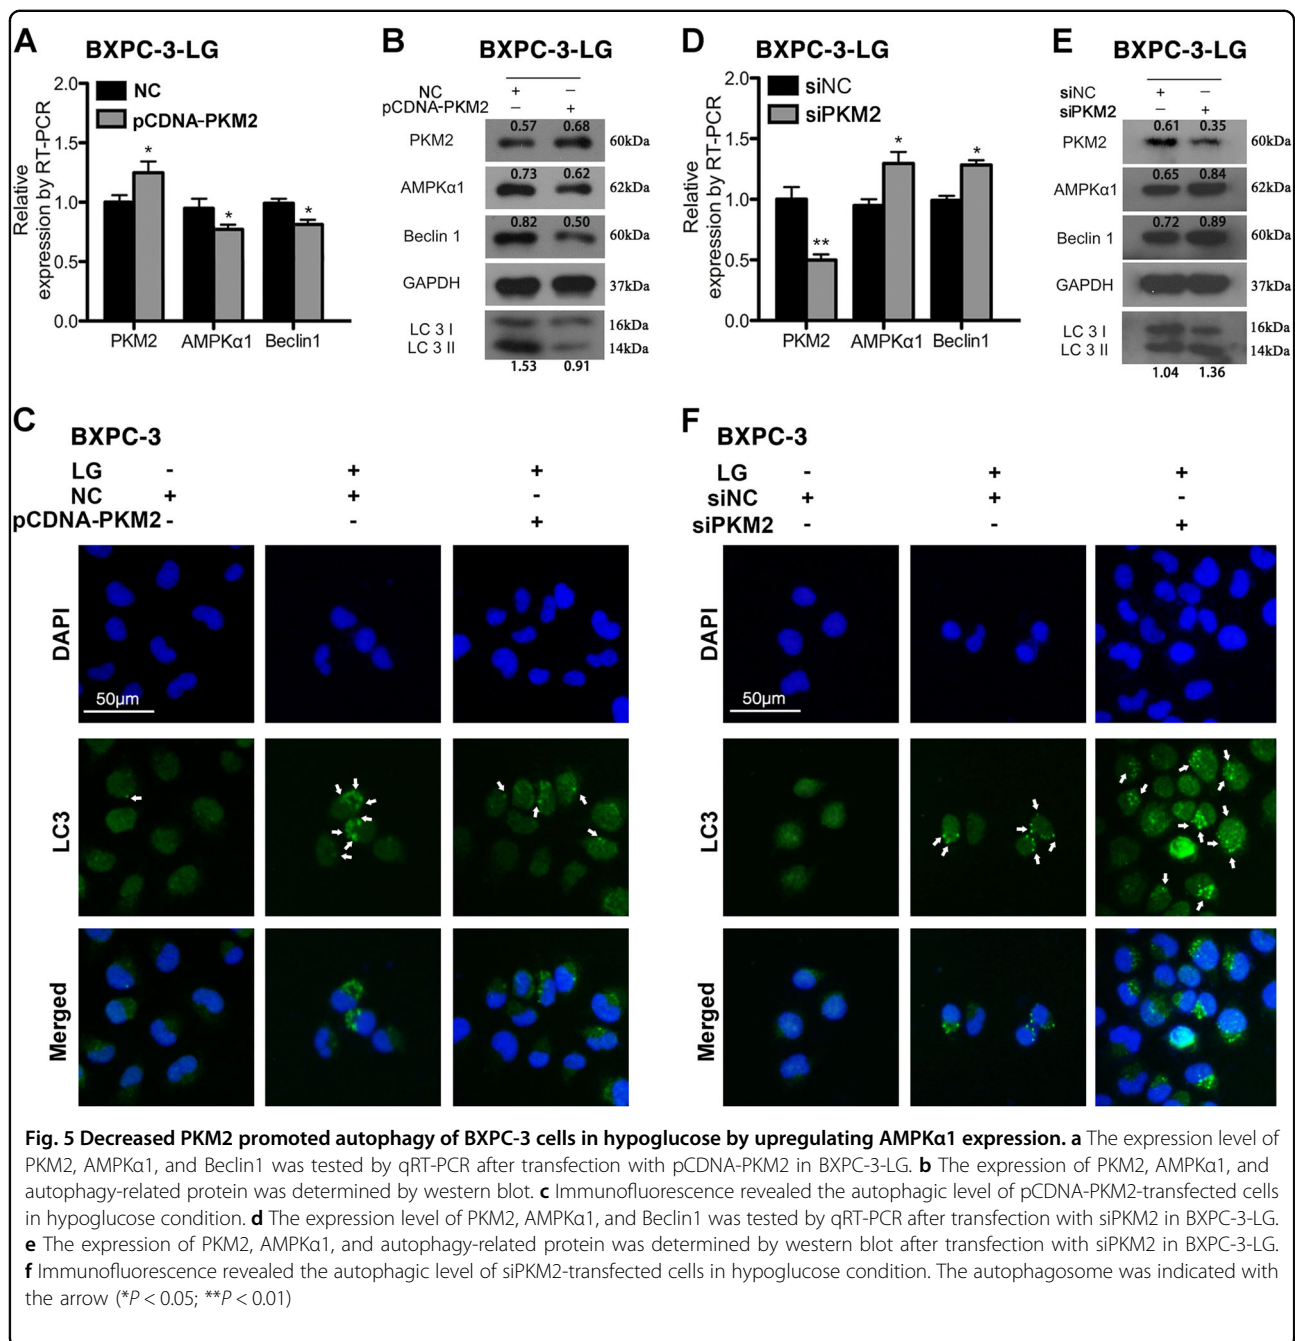 A
BXPC-3-LG
2.0
1.5
1.0
0.5
0.0
Relative
expression by RT-PCR
NC
pCDNA-PKM2
*
*
*
PKM2 AMPKα1 Beclin1
B
BXPC-3-LG
NC + −
pCDNA-PKM2 − +
0.57 0.68
PKM2 60kDa
0.73 0.62
AMPKα1 62kDa
0.82 0.50
Beclin 1 60kDa
GAPDH 37kDa
LC 3 I 16kDa
LC 3 II 14kDa
1.53 0.91
D
BXPC-3-LG
2.0
1.5
1.0
0.5
0.0
Relative
expression by RT-PCR
siNC
siPKM2
**
*
*
PKM2 AMPKα1 Beclin1
E
BXPC-3-LG
siNC + −
siPKM2 − +
0.61 0.35
PKM2 60kDa
0.65 0.84
AMPKα1 62kDa
0.72 0.89
Beclin 1 60kDa
GAPDH 37kDa
LC 3 I 16kDa
LC 3 II 14kDa
1.04 1.36
C
BXPC-3
LG - + +
NC + + -
pCDNA-PKM2 - - +
DAPI
50μm
LC3
Merged
F
BXPC-3
LG - + +
siNC + + -
siPKM2 - - +
DAPI
50μm
LC3
Merged
Fig. 5 Decreased PKM2 promoted autophagy of BXPC-3 cells in hypoglucose by upregulating AMPKα1 expression. a The expression level of
PKM2, AMPKα1, and Beclin1 was tested by qRT-PCR after transfection with pCDNA-PKM2 in BXPC-3-LG. b The expression of PKM2, AMPKα1, and
autophagy-related protein was determined by western blot. c Immunofluorescence revealed the autophagic level of pCDNA-PKM2-transfected cells
in hypoglucose condition. d The expression level of PKM2, AMPKα1, and Beclin1 was tested by qRT-PCR after transfection with siPKM2 in BXPC-3-LG.
e The expression of PKM2, AMPKα1, and autophagy-related protein was determined by western blot after transfection with siPKM2 in BXPC-3-LG.
f Immunofluorescence revealed the autophagic level of siPKM2-transfected cells in hypoglucose condition. The autophagosome was indicated with
the arrow (*P < 0.05; **P < 0.01)